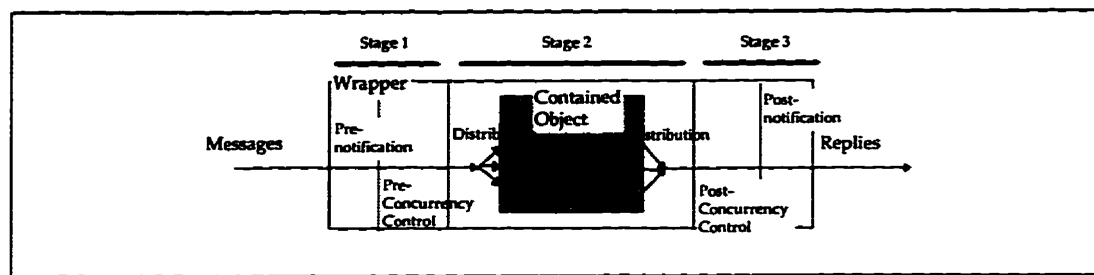 Stage 1
Stage 2
Stage 3
Wrapper
Contained
Object
Post-
notification
Pre-
notification
Messages
Replies
Pre-
Concurrency
Control
Post-
Concurrency
Control